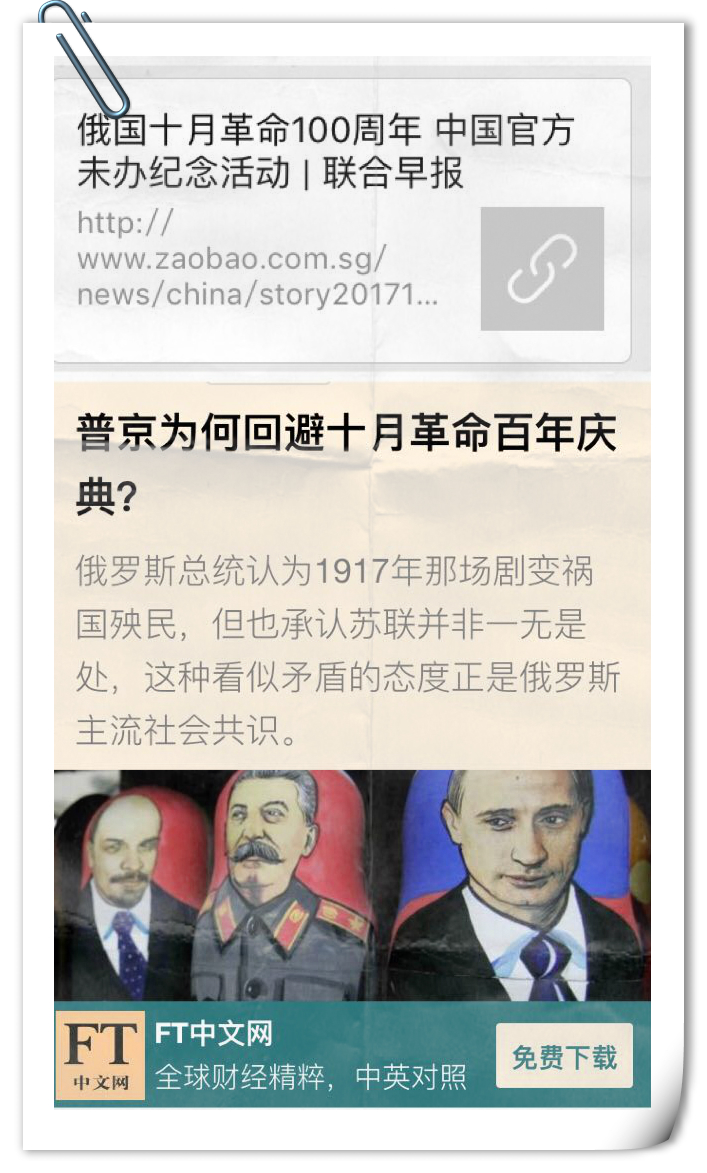 俄国十月革命100周年 中国官方
未办纪念活动 | 联合早报
http://
www.zaobao.com.sg/
news/china/story20171...
普京为何回避十月革命百年庆
典?
俄罗斯总统认为1917年那场剧变祸
国殃民，但也承认苏联并非一无是
处，这种看似矛盾的态度正是俄罗斯
主流社会共识。
FT
中文网
FT中文网
全球财经精粹，中英对照
免费下载